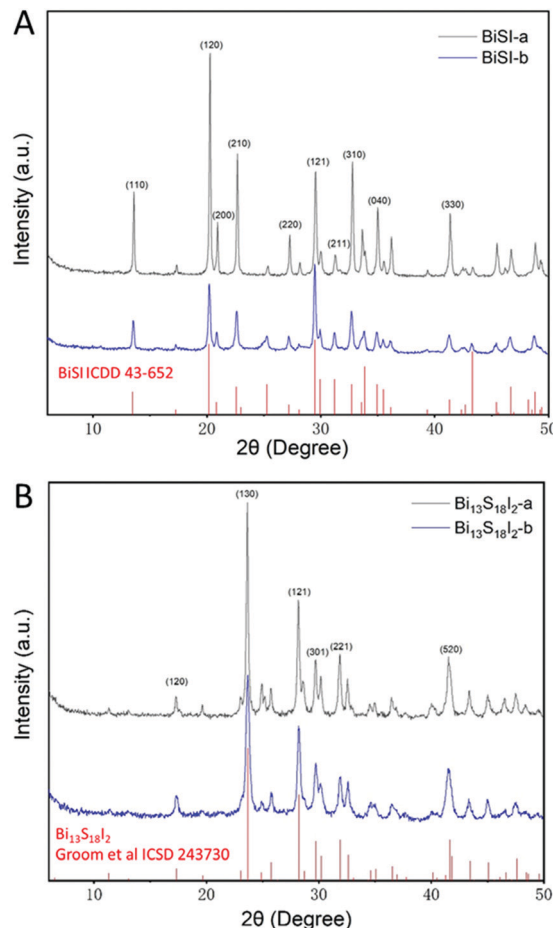 A
BiSI-a
BiSI-b
(120)
(210)
(110)
(200)
(220)
(121)
(211)
(310)
(040)
(330)
Intensity (a.u.)
BiSI ICDD 43-652
10 20 30 40 50
2θ (Degree)
B
Bi₁₃S₁₈I₂-a
Bi₁₃S₁₈I₂-b
(130)
(121)
(120)
(301)
(221)
(520)
Intensity (a.u.)
Bi₁₃S₁₈I₂
Groom et al ICSD 243730
10 20 30 40 50
2θ (Degree)